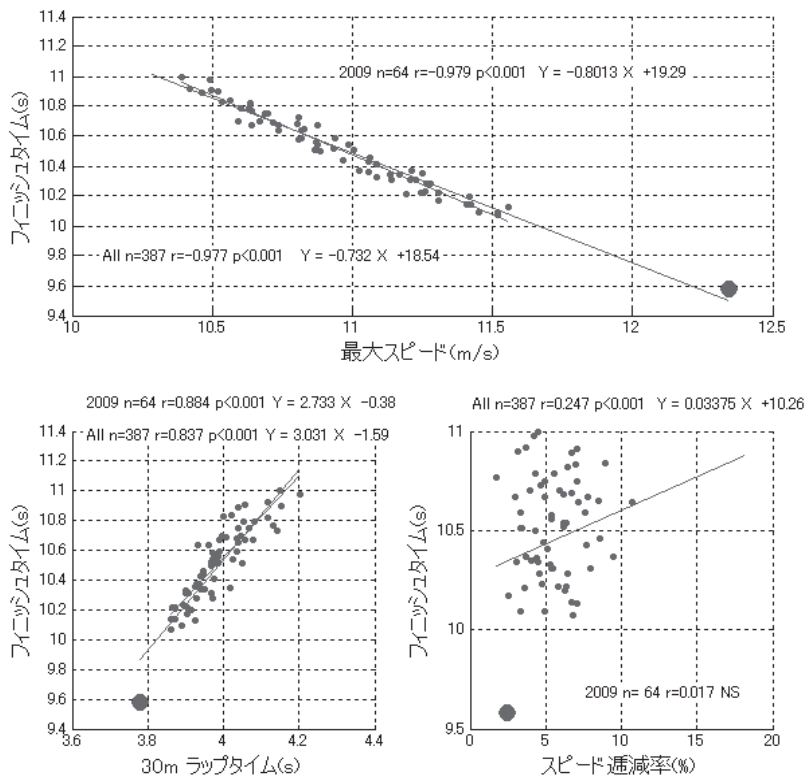 11.4
11.2
11
10.8
10.6
10.4
10.2
10
9.8
9.6
9.4
フィニッシュタイム(s)
2009 n=64 r=-0.979 p<0.001 Y = -0.8013 X +19.29
All n=387 r=-0.977 p<0.001 Y = -0.732 X +18.54
10 10.5 11 11.5 12 12.5
最大スピード(m/s)
2009 n=64 r=0.884 p<0.001 Y = 2.733 X -0.38
All n=387 r=0.837 p<0.001 Y = 3.031 X -1.59
11.4
11.2
11
10.8
10.6
10.4
10.2
10
9.8
9.6
9.4
フィニッシュタイム(s)
3.6 3.8 4 4.2 4.4
30m ラップタイム(s)
All n=387 r=0.247 p<0.001 Y = 0.03375 X +10.26
11
10.5
10
9.5
フィニッシュタイム(s)
2009 n= 64 r=0.017 NS
0 5 10 15 20
スピード逓減率(%)